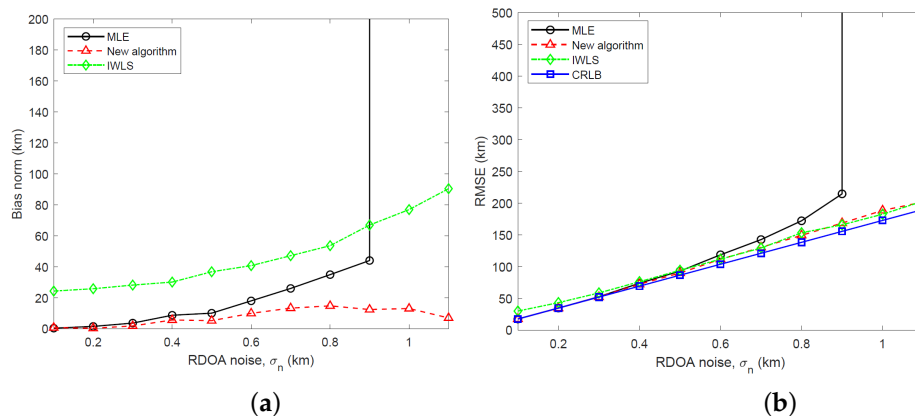 200
180
160
140
120
100
80
60
40
20
0
Bias norm (km)
MLE
New algorithm
IWLS
0.2
0.4
0.6
0.8
1
RDOA noise, σn (km)
(a)
500
450
400
350
300
250
200
150
100
50
0
RMSE (km)
MLE
New algorithm
IWLS
CRLB
0.2
0.4
0.6
0.8
1
RDOA noise, σn (km)
(b)